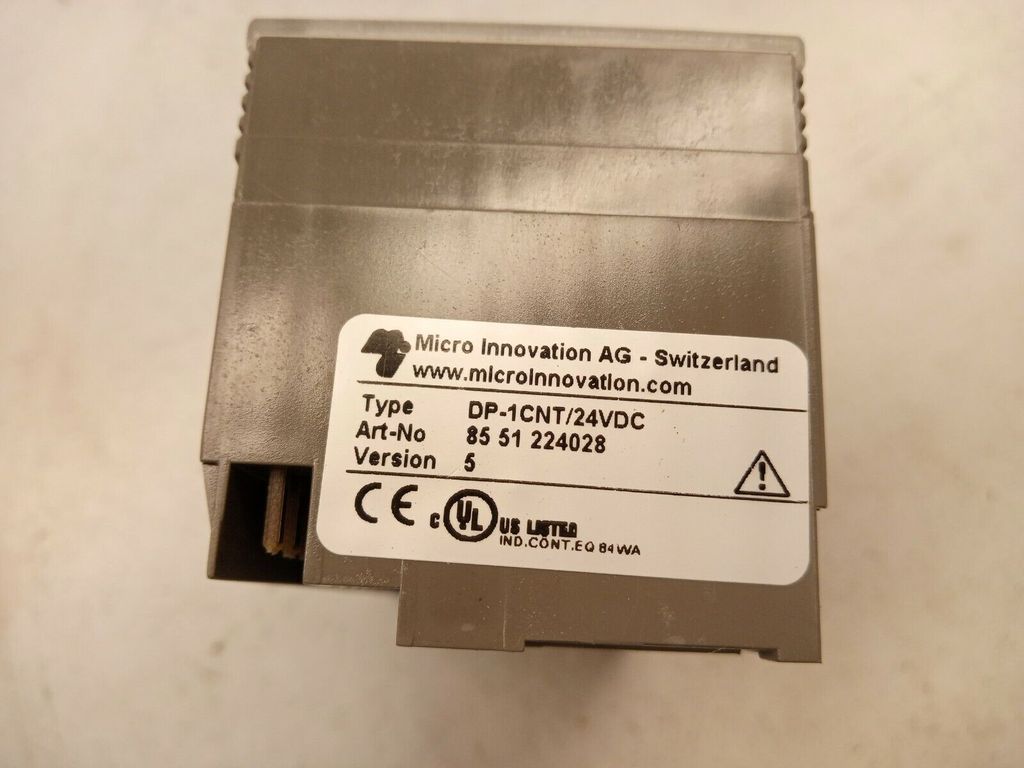 Micro Innovation AG - Switzerland
www.microinnovation.com
Type DP-1CNT/24VDC
Art-No 85 51 224028
Version 5
CE c UL US LISTED
IND.CONT.EQ 84WA